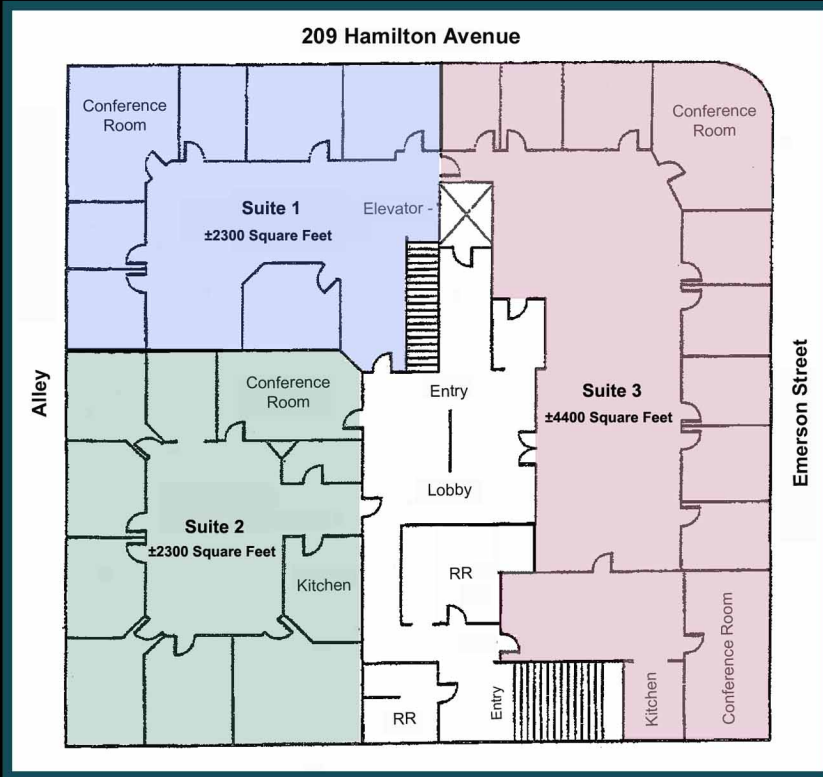 209 Hamilton Avenue
Conference
Room
Conference
Room
Suite 1
±2300 Square Feet
Elevator -
Alley
Conference
Room
Entry
Suite 3
±4400 Square Feet
Emerson Street
Lobby
Suite 2
±2300 Square Feet
Kitchen
RR
RR
Entry
Kitchen
Conference Room